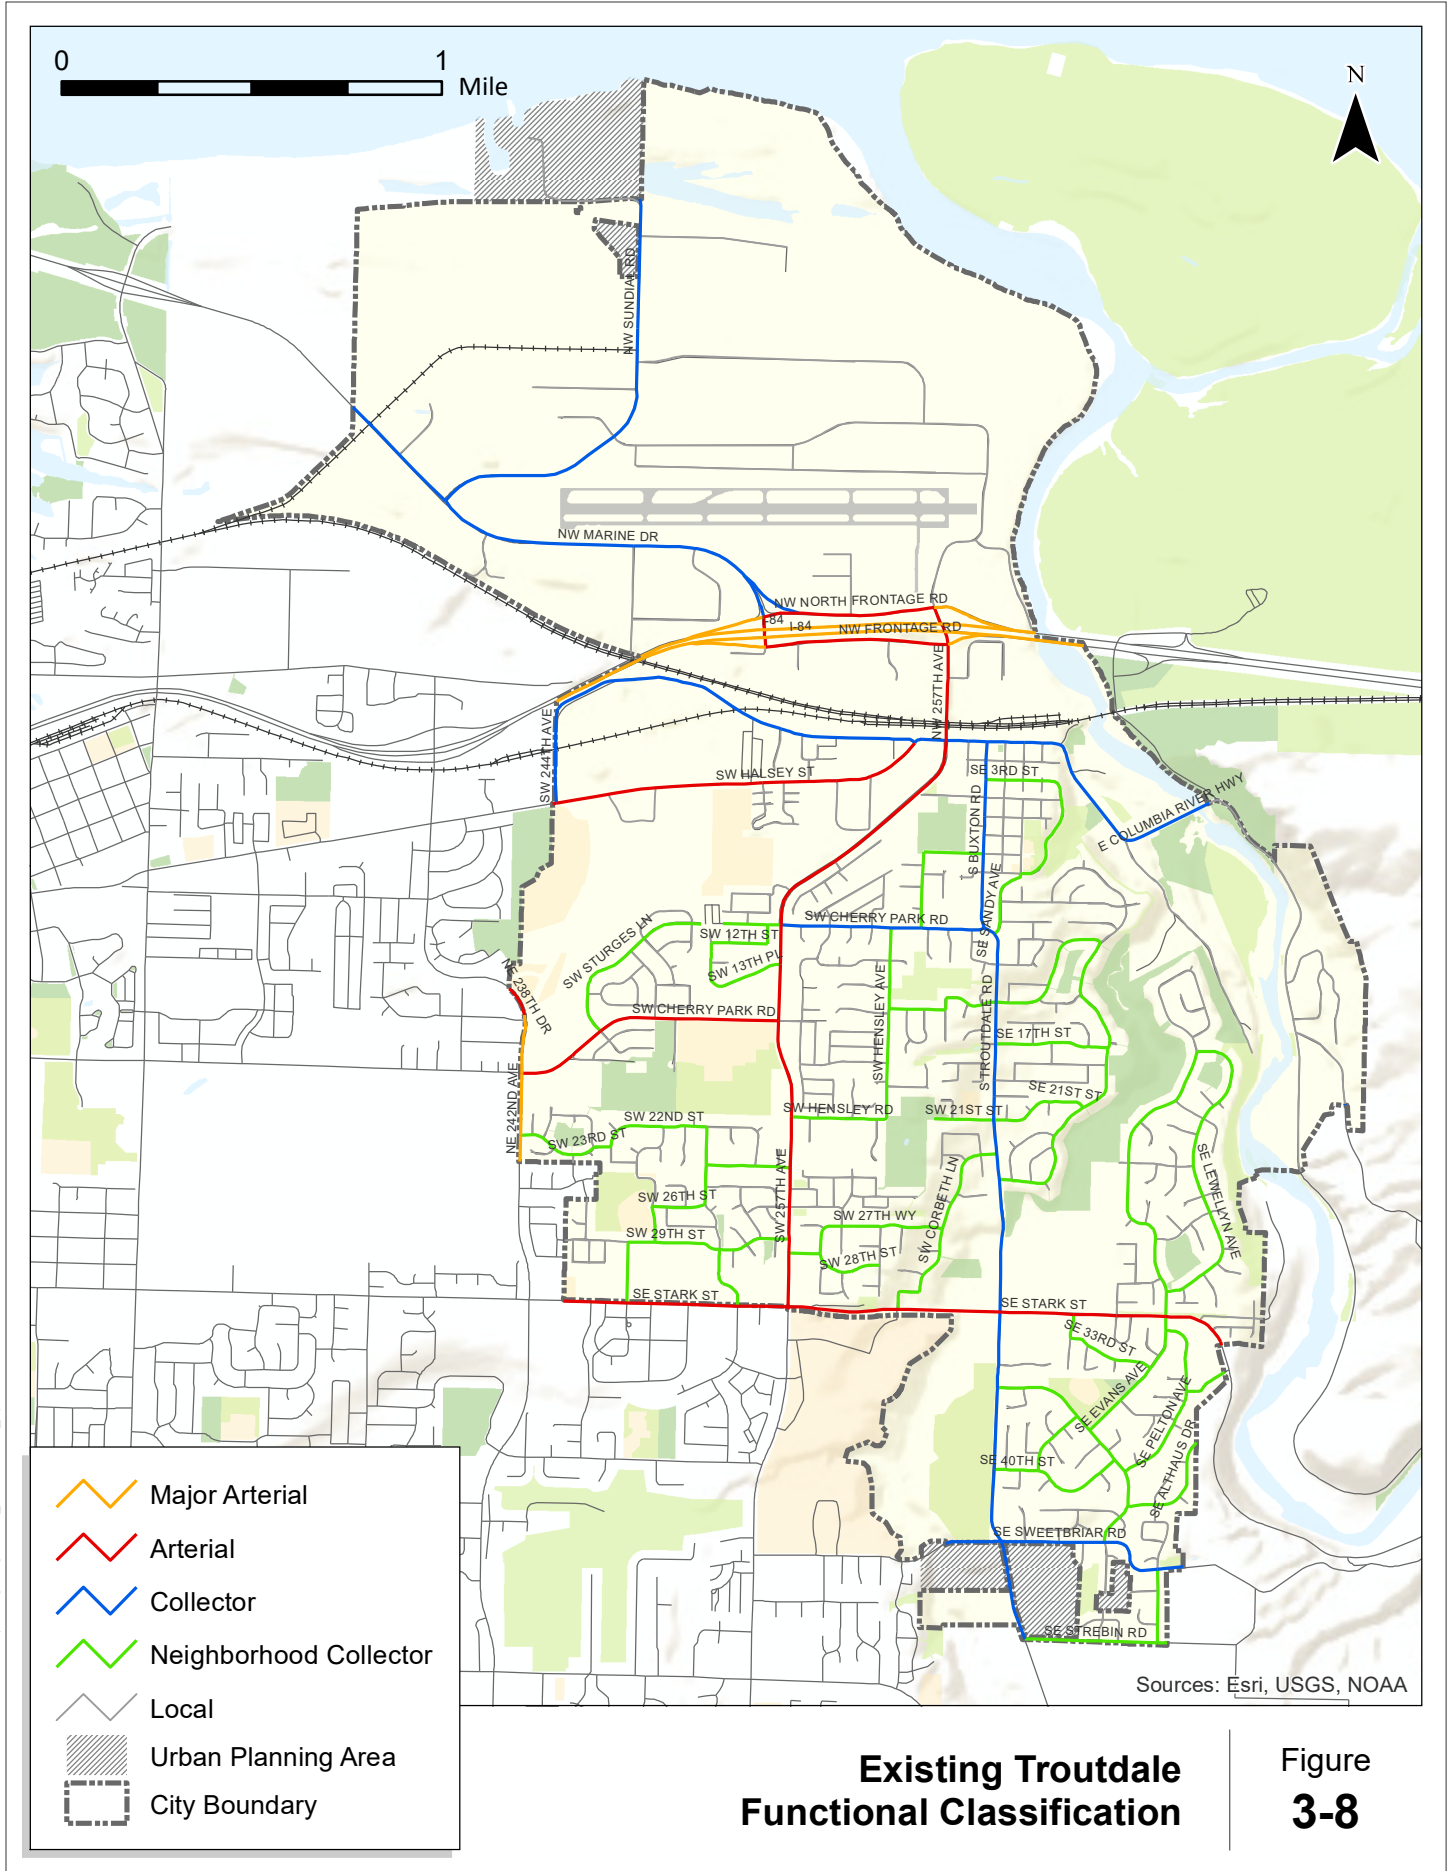 0 1
Mile
N
NW SUNDIAL RD
NW MARINE DR
NW NORTH FRONTAGE RD
I-84
I-84
NW FRONTAGE RD
NW 257TH AVE
SW 244TH AVE
SW HALSEY ST
SE 3RD ST
S BUXTON RD
E COLUMBIA RIVER HWY
SE SANDY AVE
SW CHERRY PARK RD
SW STURGES LN
SW 12TH ST
SW 13TH PL
NE 238TH DR
SW CHERRY PARK RD
SW HENSLEY AVE
S TROUTDALE RD
SE 17TH ST
NE 242ND AVE
SE 21ST ST
SW HENSLEY RD
SW 21ST ST
SW 22ND ST
SW 23RD ST
SE LEWELLYN AVE
SW 257TH AVE
SW CORBETH LN
SW 26TH ST
SW 27TH WY
SW 29TH ST
SW 28TH ST
SE STARK ST
SE STARK ST
SE 33RD ST
SE EVANS AVE
SE PELTON AVE
SE ALTHAUS DR
SE 40TH ST
SE SWEETBRIAR RD
SE STREBIN RD
Sources: Esri, USGS, NOAA
Major Arterial
Arterial
Collector
Neighborhood Collector
Local
Urban Planning Area
City Boundary
Existing Troutdale
Functional Classification
Figure
3-8